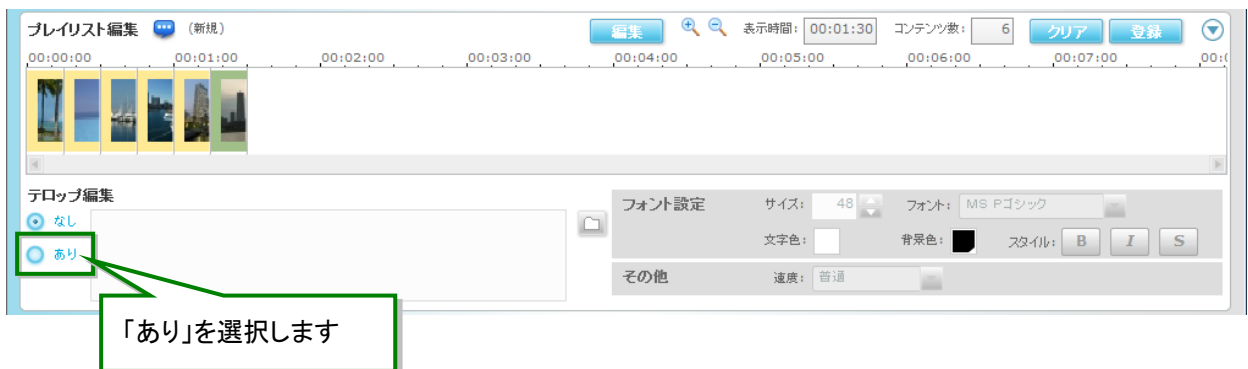 プレイリスト編集 (新規) 編集 表示時間: 00:01:30 コンテンツ数: 6 クリア 登録
00:00:00 00:01:00 00:02:00 00:03:00 00:04:00 00:05:00 00:06:00 00:07:00 00:0
テロップ編集
なし
あり
フォント設定 サイズ: 48 フォント: MS Pゴシック
文字色: 背景色: スタイル: B I S
その他 速度: 普通
「あり」を選択します